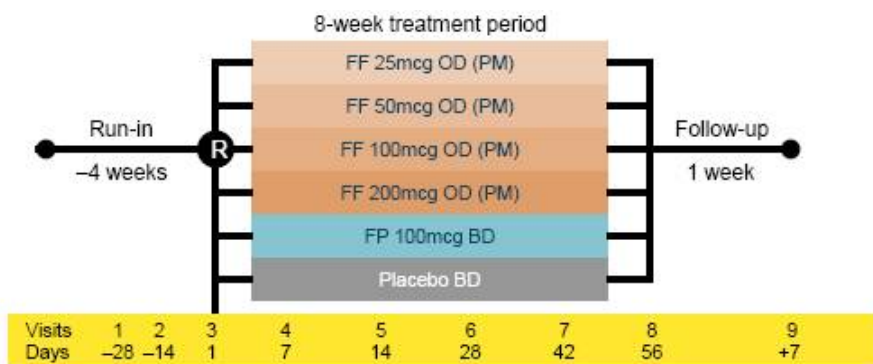 8-week treatment period
FF 25mcg OD (PM)
FF 50mcg OD (PM)
Run-in
R
FF 100mcg OD (PM)
Follow-up
–4 weeks
1 week
FF 200mcg OD (PM)
FP 100mcg BD
Placebo BD
Visits 1 2 3 4 5 6 7 8 9
Days –28 –14 1 7 14 28 42 56 +7